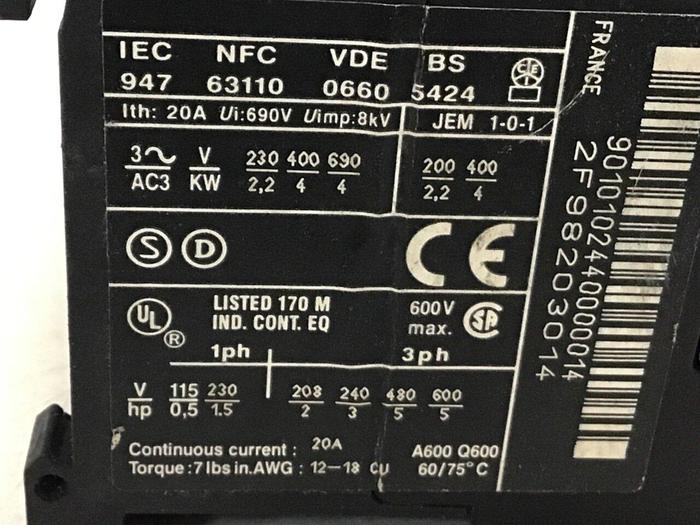 IEC NFC VDE BS
947 63110 0660 5424
Ith: 20A Ui:690V Uimp:8kV JEM 1-0-1
3~ V 230 400 690 200 400
AC3 KW 2,2 4 4 2,2 4
S D CE
UL ® LISTED 170 M 600V SA
IND. CONT. EQ max.
1ph 3ph
V 115 230 208 240 480 600
hp 0,5 1.5 2 3 5 5
Continuous current : 20A A600 Q600
Torque :7 lbs in.AWG : 12-18 cu 60/75°C
FRANCE
9010102440000014
2F98203014